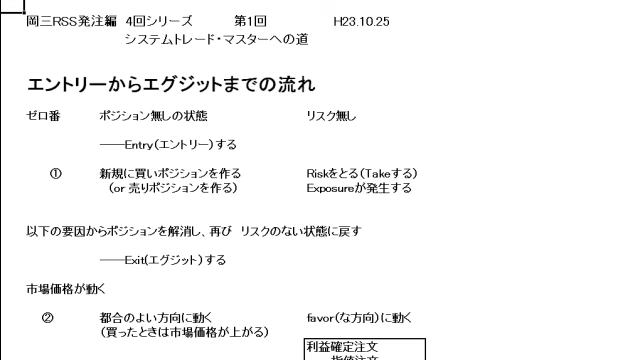 岡三RSS発注編 4回シリーズ 第1回 H23.10.25
システムトレード・マスターへの道
エントリーからエグジットまでの流れ
ゼロ番 ポジション無しの状態 リスク無し
――Entry(エントリー)する
① 新規に買いポジションを作る Riskをとる(Takeする)
(or 売りポジションを作る) Exposureが発生する
以下の要因からポジションを解消し、再び リスクのない状態に戻す
――Exit(エグジット)する
市場価格が動く
② 都合のよい方向に動く favor(な方向)に動く
(買ったときは市場価格が上がる)
利益確定注文
指値注文